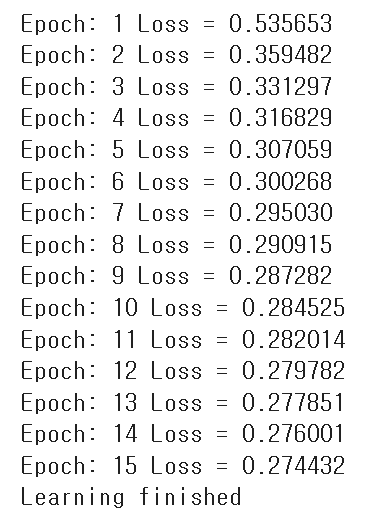 Epoch: 1 Loss = 0.535653
Epoch: 2 Loss = 0.359482
Epoch: 3 Loss = 0.331297
Epoch: 4 Loss = 0.316829
Epoch: 5 Loss = 0.307059
Epoch: 6 Loss = 0.300268
Epoch: 7 Loss = 0.295030
Epoch: 8 Loss = 0.290915
Epoch: 9 Loss = 0.287282
Epoch: 10 Loss = 0.284525
Epoch: 11 Loss = 0.282014
Epoch: 12 Loss = 0.279782
Epoch: 13 Loss = 0.277851
Epoch: 14 Loss = 0.276001
Epoch: 15 Loss = 0.274432
Learning finished